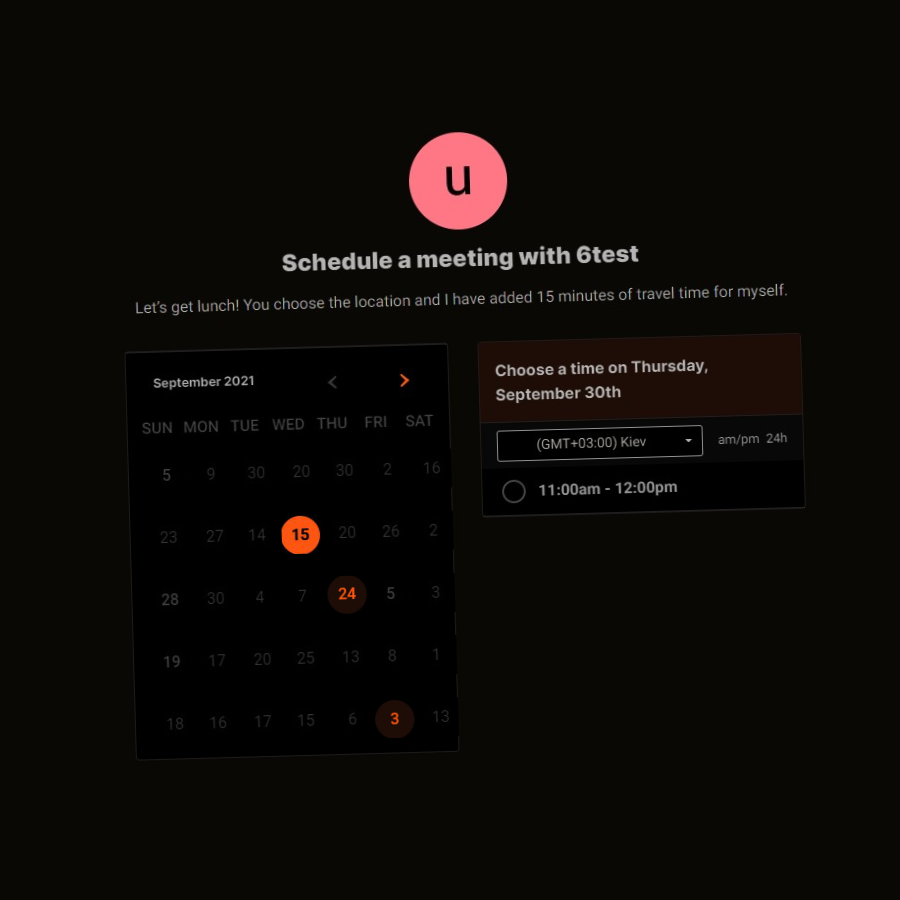 u
Schedule a meeting with 6test
Let's get lunch! You choose the location and I have added 15 minutes of travel time for myself.
September 2021
SUN MON TUE WED THU FRI SAT
5 9 30 20 30 2 16
23 27 14 15 20 26 2
28 30 4 7 24 5 3
19 17 20 25 13 8 1
18 16 17 15 6 3 13
Choose a time on Thursday,
September 30th
(GMT+03:00) Kiev am/pm 24h
11:00am - 12:00pm